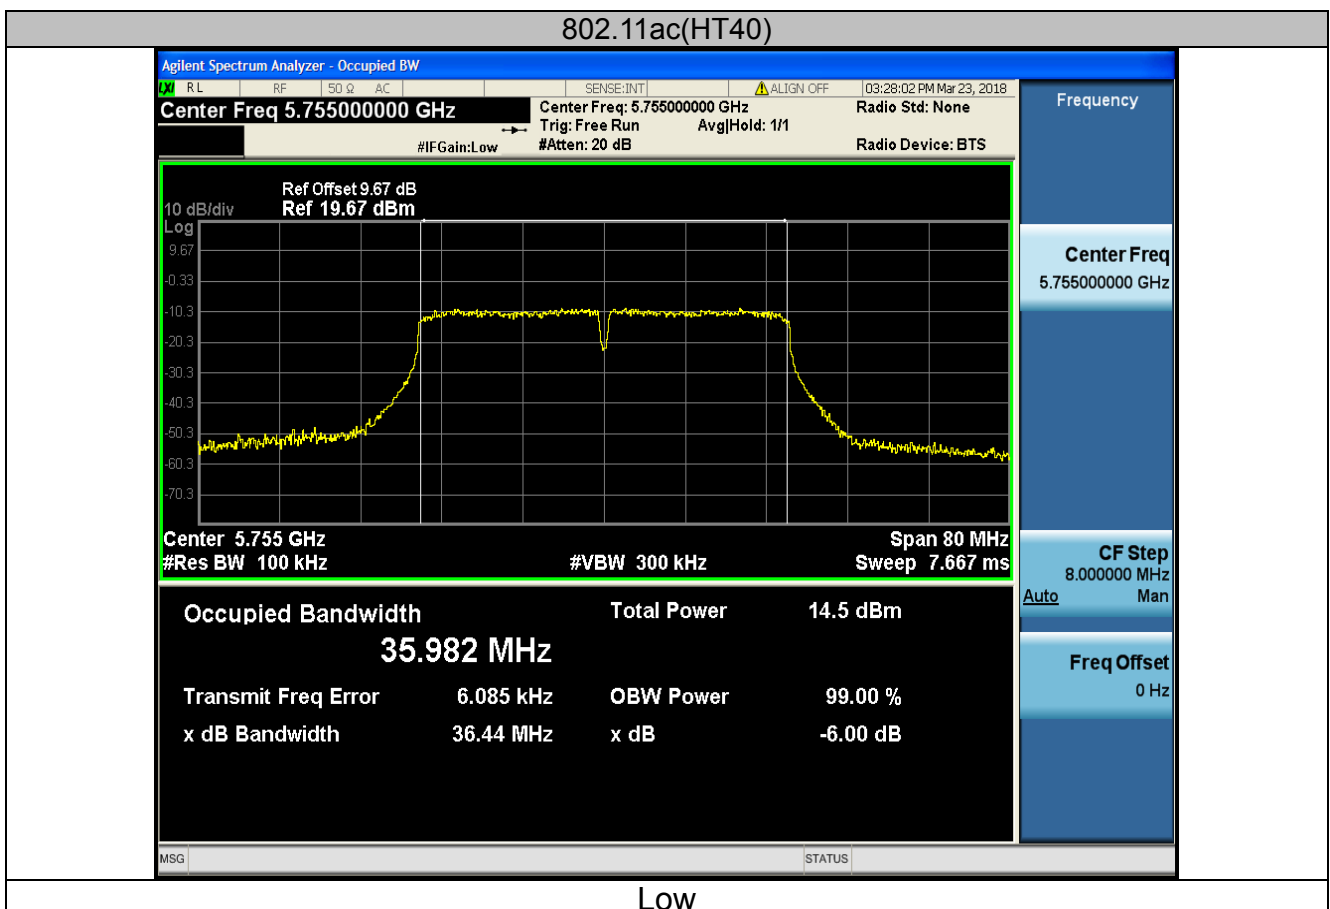 802.11ac(HT40)
Agilent Spectrum Analyzer - Occupied BW
LXI RL RF 50 Ω AC SENSE:INT ALIGN OFF 03:28:02 PM Mar 23, 2018
Center Freq 5.755000000 GHz
#IFGain:Low
Center Freq: 5.755000000 GHz
Trig: Free Run Avg|Hold: 1/1
#Atten: 20 dB
Radio Std: None
Radio Device: BTS
Ref Offset 9.67 dB
10 dB/div Ref 19.67 dBm
Log
9.67
-0.33
-10.3
-20.3
-30.3
-40.3
-50.3
-60.3
-70.3
Center 5.755 GHz Span 80 MHz
#Res BW 100 kHz #VBW 300 kHz Sweep 7.667 ms
Occupied Bandwidth Total Power 14.5 dBm
35.982 MHz
Transmit Freq Error 6.085 kHz OBW Power 99.00 %
x dB Bandwidth 36.44 MHz x dB -6.00 dB
Frequency
Center Freq
5.755000000 GHz
CF Step
8.000000 MHz
Auto Man
Freq Offset
0 Hz
MSG STATUS
Low